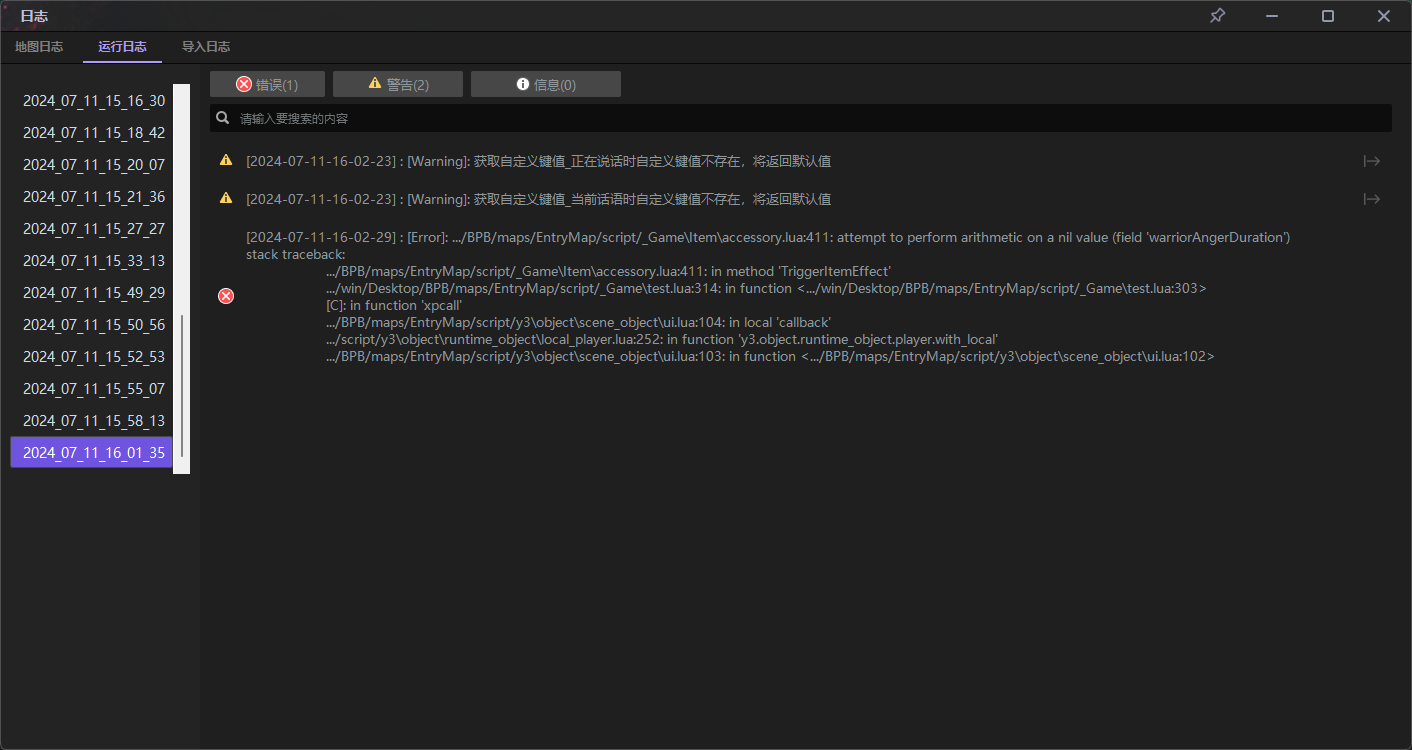 日志
地图日志 运行日志 导入日志
错误(1) 警告(2) 信息(0)
请输入要搜索的内容
2024_07_11_15_16_30
2024_07_11_15_18_42
2024_07_11_15_20_07
2024_07_11_15_21_36
2024_07_11_15_27_27
2024_07_11_15_33_13
2024_07_11_15_49_29
2024_07_11_15_50_56
2024_07_11_15_52_53
2024_07_11_15_55_07
2024_07_11_15_58_13
2024_07_11_16_01_35
[2024-07-11-16-02-23] : [Warning]: 获取自定义键值_正在说话时自定义键值不存在，将返回默认值
[2024-07-11-16-02-23] : [Warning]: 获取自定义键值_当前话语时自定义键值不存在，将返回默认值
[2024-07-11-16-02-29] : [Error]: .../BPB/maps/EntryMap/script/_Game\Item\accessory.lua:411: attempt to perform arithmetic on a nil value (field 'warriorAngerDuration')
stack traceback:
.../BPB/maps/EntryMap/script/_Game\Item\accessory.lua:411: in method 'TriggerItemEffect'
.../win/Desktop/BPB/maps/EntryMap/script/_Game\test.lua:314: in function <.../win/Desktop/BPB/maps/EntryMap/script/_Game\test.lua:303>
[C]: in function 'xpcall'
.../BPB/maps/EntryMap/script/y3\object\scene_object\ui.lua:104: in local 'callback'
.../script/y3\object\runtime_object\local_player.lua:252: in function 'y3.object.runtime_object.player.with_local'
.../BPB/maps/EntryMap/script/y3\object\scene_object\ui.lua:103: in function <.../BPB/maps/EntryMap/script/y3\object\scene_object\ui.lua:102>